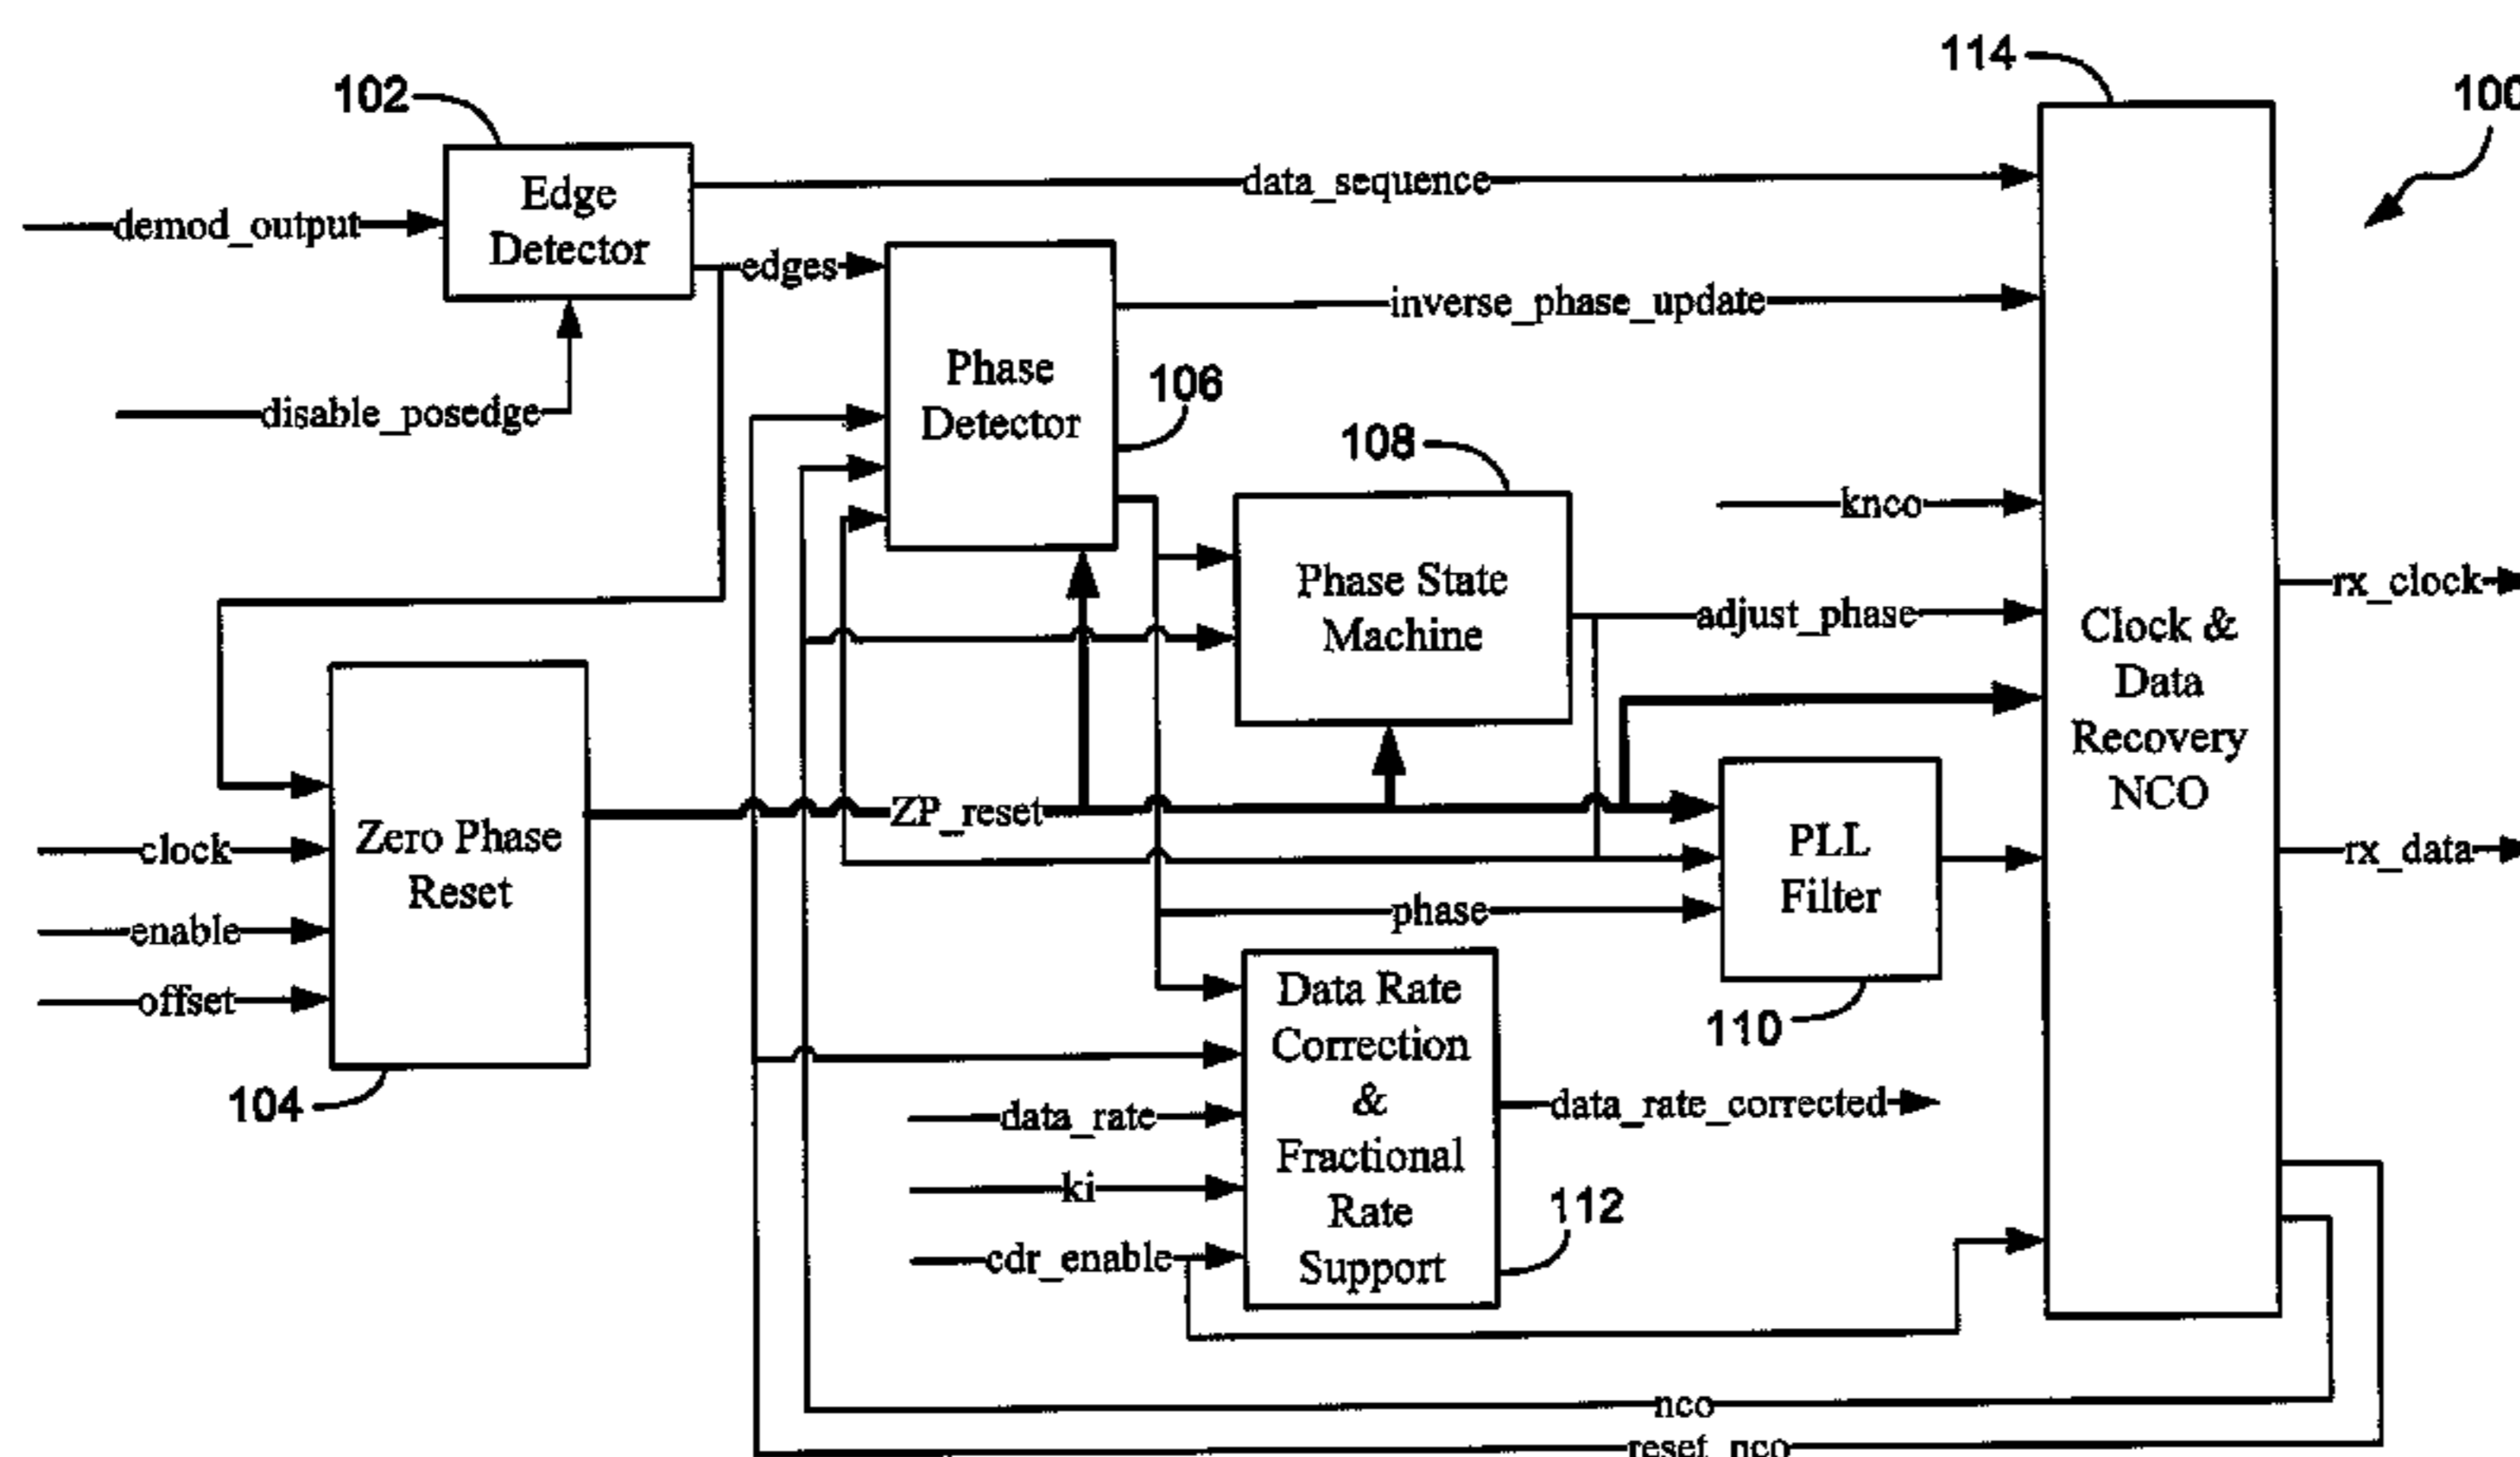 114
100
102
Edge
Detector
data_sequence
demod_output
edges
inverse_phase_update
Phase
Detector
106
disable_posedge
108
knco
Phase State
Machine
rx_clock
adjust_phase
Clock &
Data
Recovery
NCO
Zero Phase
Reset
ZP_reset
PLL
Filter
clock
rx_data
enable
phase
offset
Data Rate
Correction
&
Fractional
Rate
Support
110
104
data_rate
data_rate_corrected
ki
112
cdr_enable
nco
reset_nco